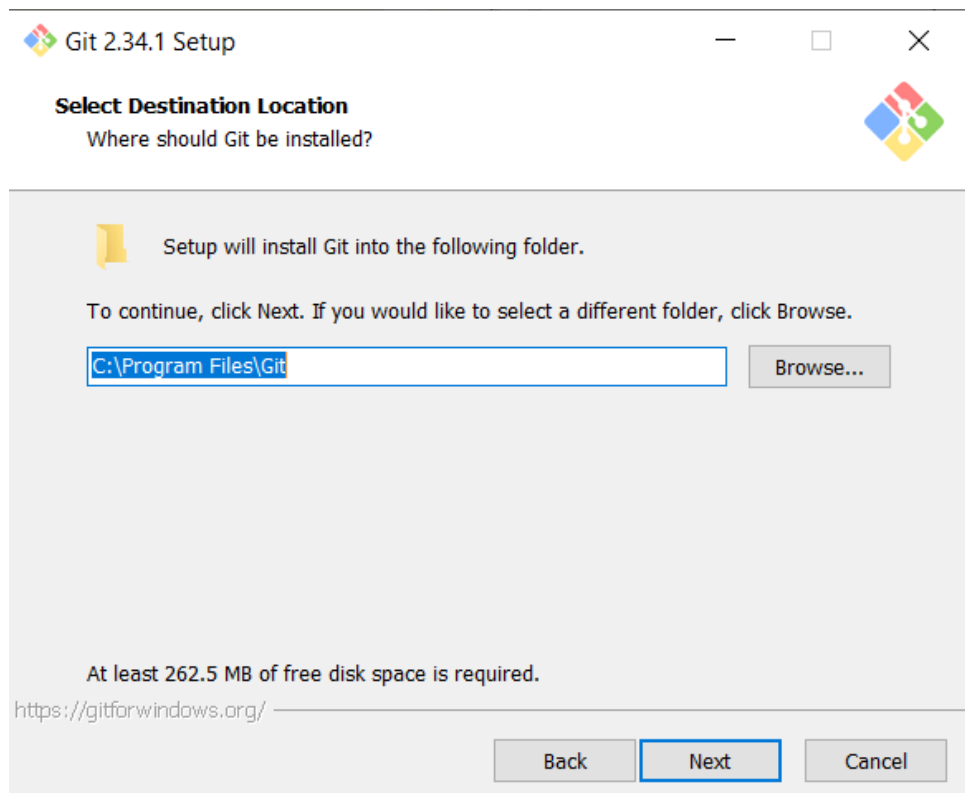 Git 2.34.1 Setup
Select Destination Location
Where should Git be installed?
Setup will install Git into the following folder.
To continue, click Next. If you would like to select a different folder, click Browse.
C:\Program Files\Git
Browse...
At least 262.5 MB of free disk space is required.
https://gitforwindows.org/
Back Next Cancel